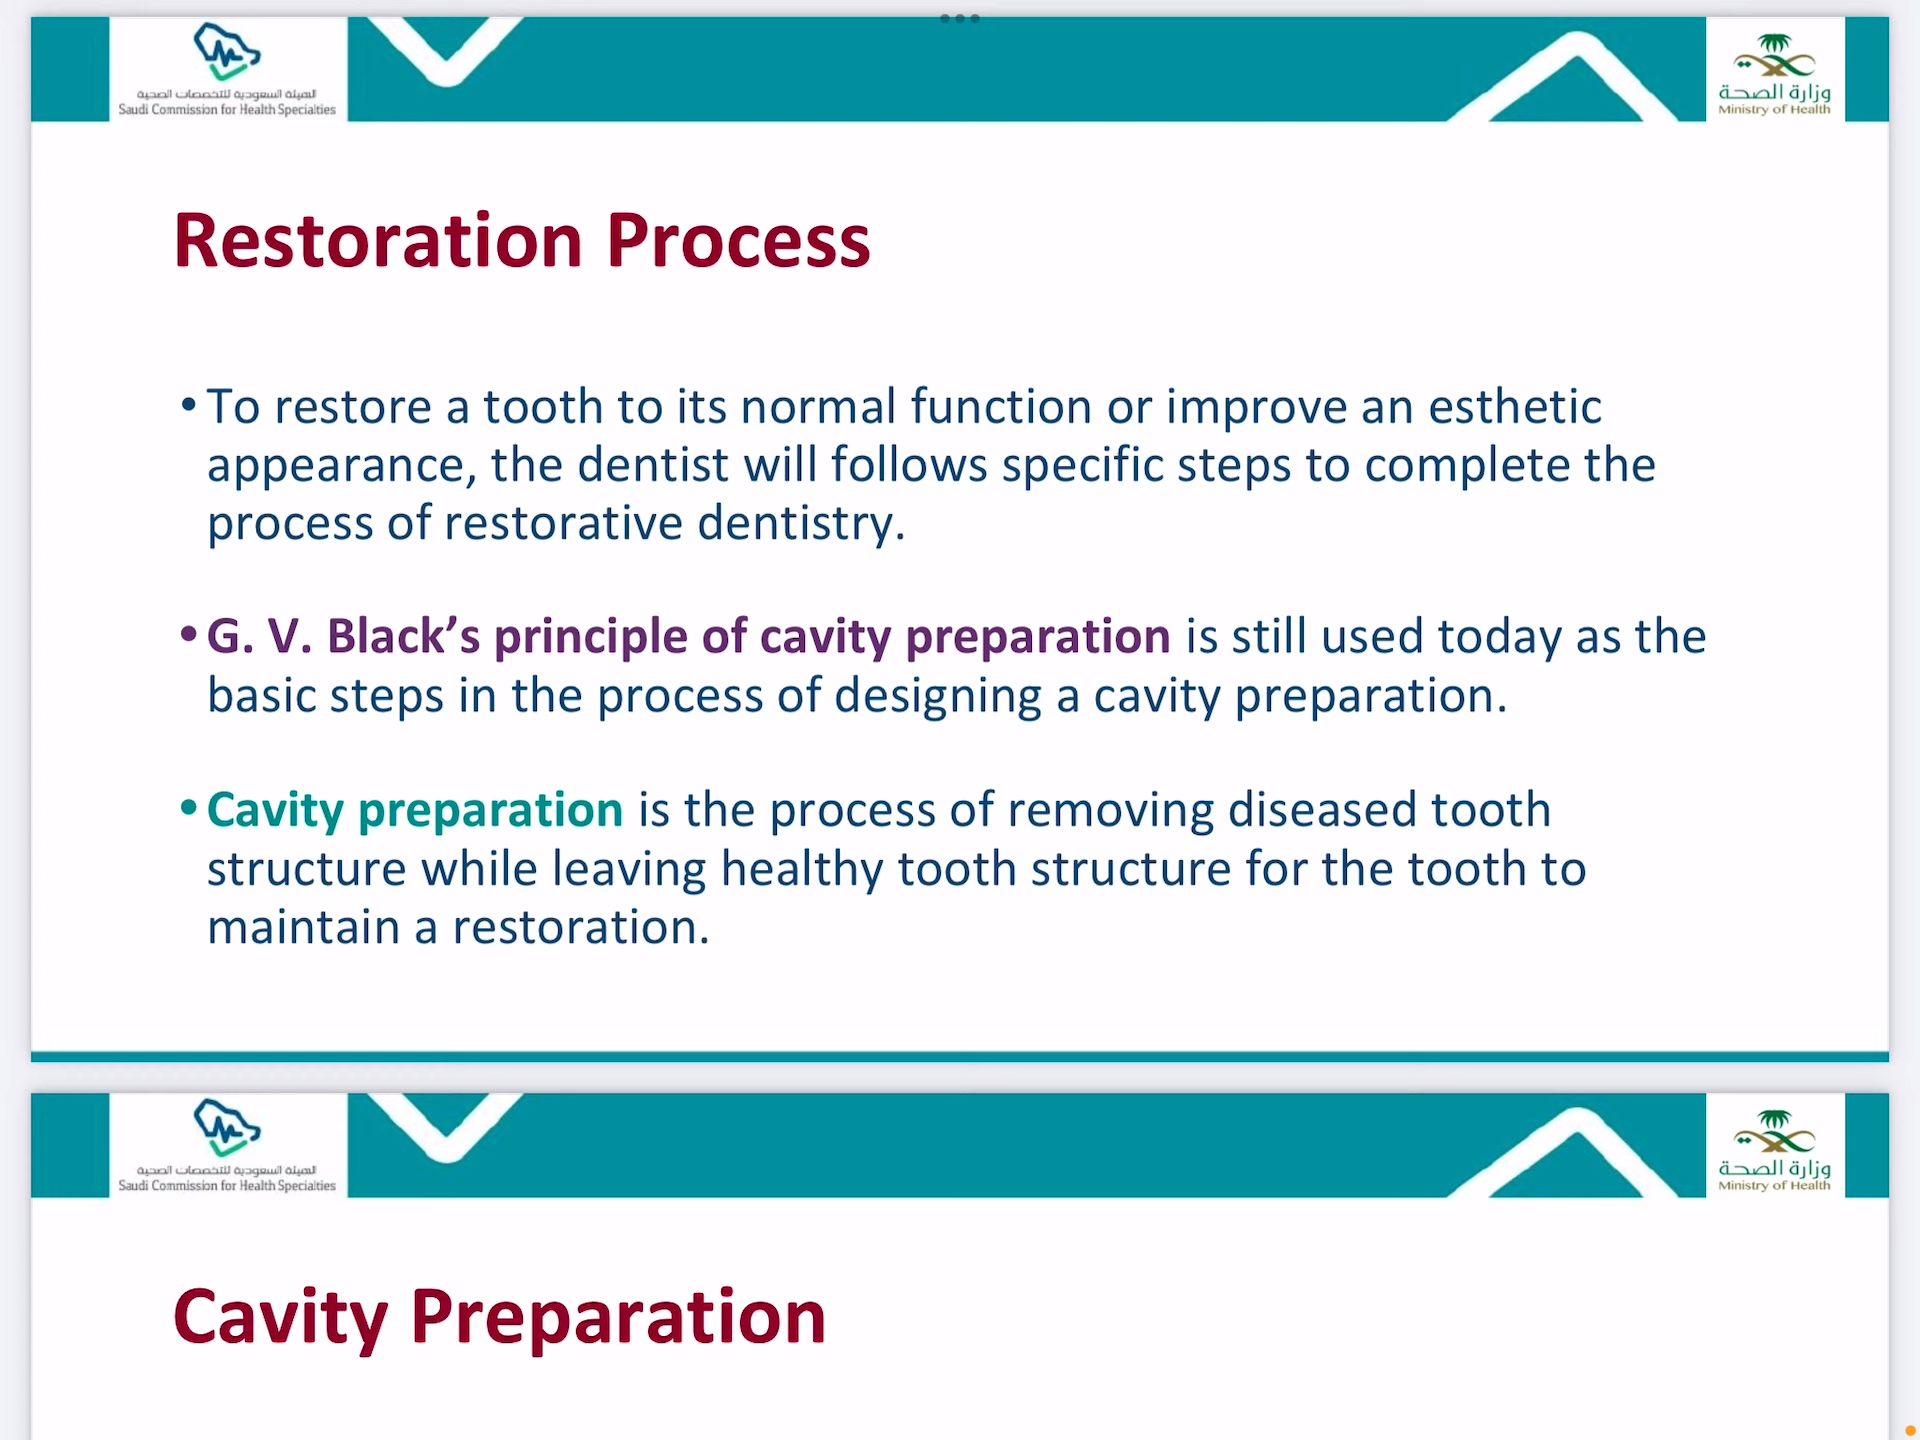 الهيئة السعودية للتخصصات الصحية
Saudi Commission for Health Specialties
وزارة الصحة
Ministry of Health
Restoration Process
• To restore a tooth to its normal function or improve an esthetic
appearance, the dentist will follows specific steps to complete the
process of restorative dentistry.
• G. V. Black’s principle of cavity preparation is still used today as the
basic steps in the process of designing a cavity preparation.
• Cavity preparation is the process of removing diseased tooth
structure while leaving healthy tooth structure for the tooth to
maintain a restoration.
الهيئة السعودية للتخصصات الصحية
Saudi Commission for Health Specialties
وزارة الصحة
Ministry of Health
Cavity Preparation